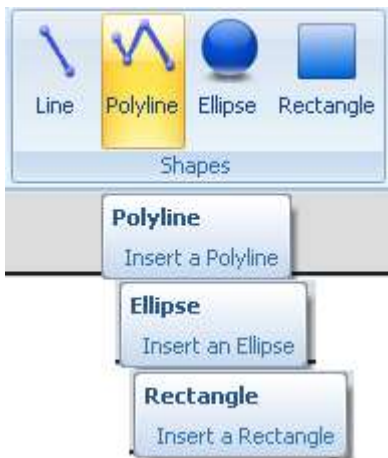 Line Polyline Ellipse Rectangle
Shapes
Polyline
Insert a Polyline
Ellipse
Insert an Ellipse
Rectangle
Insert a Rectangle